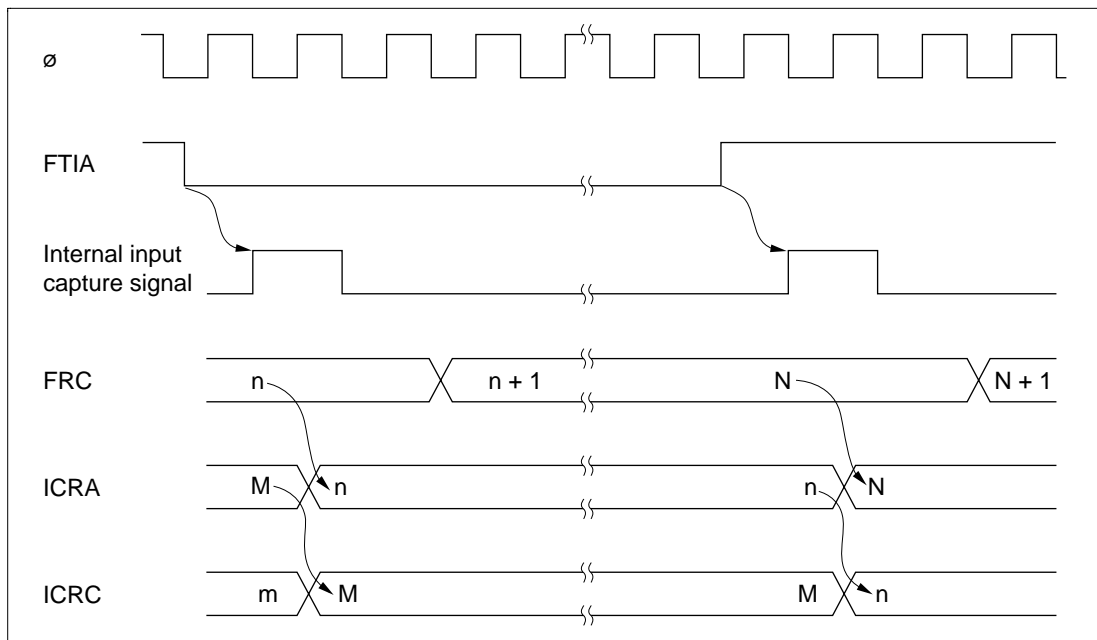 ø
FTIA
Internal input
capture signal
FRC
n
n + 1
N
N + 1
ICRA
M
n
n
N
ICRC
m
M
M
n